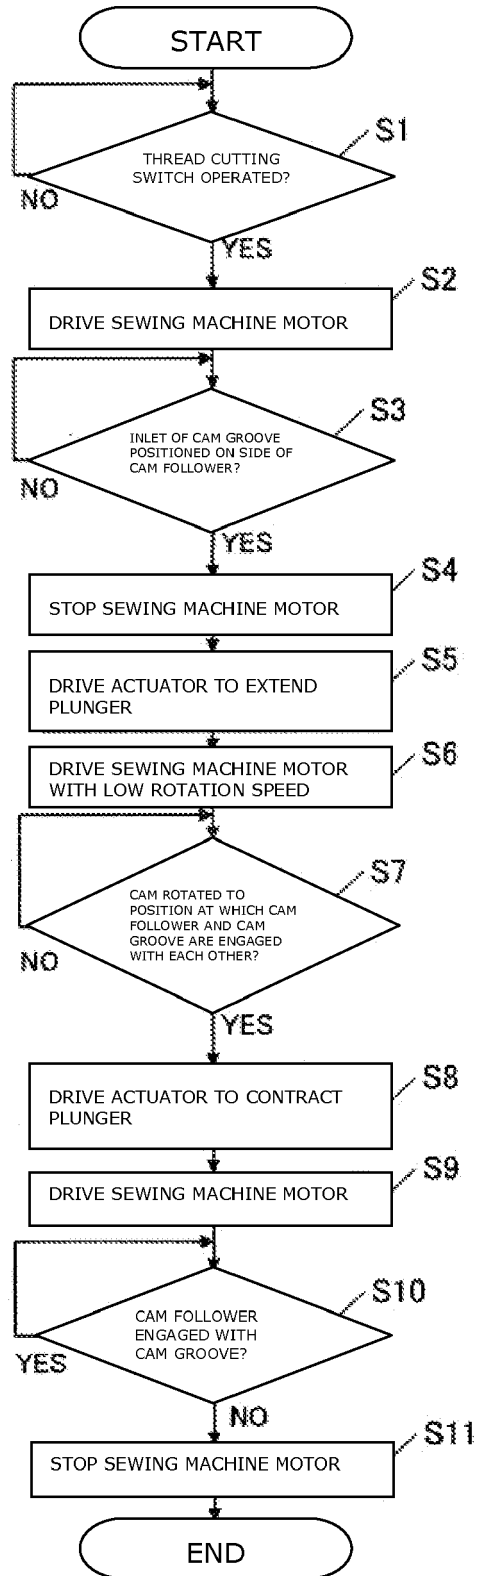 START
S1
THREAD CUTTING
SWITCH OPERATED?
NO
YES
S2
DRIVE SEWING MACHINE MOTOR
S3
INLET OF CAM GROOVE
POSITIONED ON SIDE OF
CAM FOLLOWER?
NO
YES
S4
STOP SEWING MACHINE MOTOR
S5
DRIVE ACTUATOR TO EXTEND
PLUNGER
S6
DRIVE SEWING MACHINE MOTOR
WITH LOW ROTATION SPEED
S7
CAM ROTATED TO
POSITION AT WHICH CAM
FOLLOWER AND CAM
GROOVE ARE ENGAGED
WITH EACH OTHER?
NO
YES
S8
DRIVE ACTUATOR TO CONTRACT
PLUNGER
S9
DRIVE SEWING MACHINE MOTOR
S10
CAM FOLLOWER
ENGAGED WITH
CAM GROOVE?
YES
NO
S11
STOP SEWING MACHINE MOTOR
END